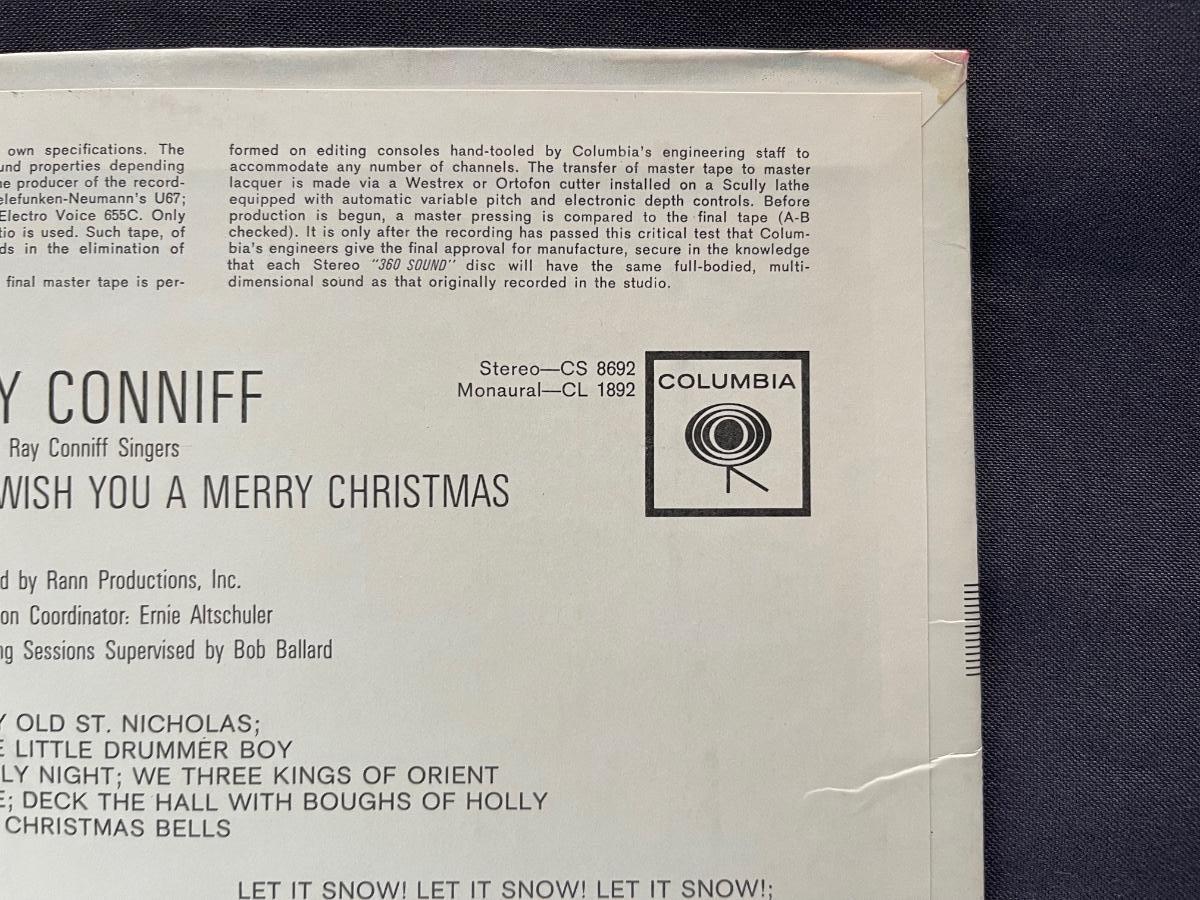 own specifications. The
und properties depending
e producer of the record-
elefunken-Neumann's U67;
Electro Voice 655C. Only
tio is used. Such tape, of
ds in the elimination of
final master tape is per-
formed on editing consoles hand-tooled by Columbia's engineering staff to
accommodate any number of channels. The transfer of master tape to master
lacquer is made via a Westrex or Ortofon cutter installed on a Scully lathe
equipped with automatic variable pitch and electronic depth controls. Before
production is begun, a master pressing is compared to the final tape (A-B
checked). It is only after the recording has passed this critical test that Colum-
bia's engineers give the final approval for manufacture, secure in the knowledge
that each Stereo "360 SOUND" disc will have the same full-bodied, multi-
dimensional sound as that originally recorded in the studio.
Stereo—CS 8692
Monaural—CL 1892
COLUMBIA
Y CONNIFF
Ray Conniff Singers
WISH YOU A MERRY CHRISTMAS
d by Rann Productions, Inc.
on Coordinator: Ernie Altschuler
ng Sessions Supervised by Bob Ballard
Y OLD ST. NICHOLAS;
E LITTLE DRUMMER BOY
LY NIGHT; WE THREE KINGS OF ORIENT
E; DECK THE HALL WITH BOUGHS OF HOLLY
CHRISTMAS BELLS
LET IT SNOW! LET IT SNOW! LET IT SNOW!;